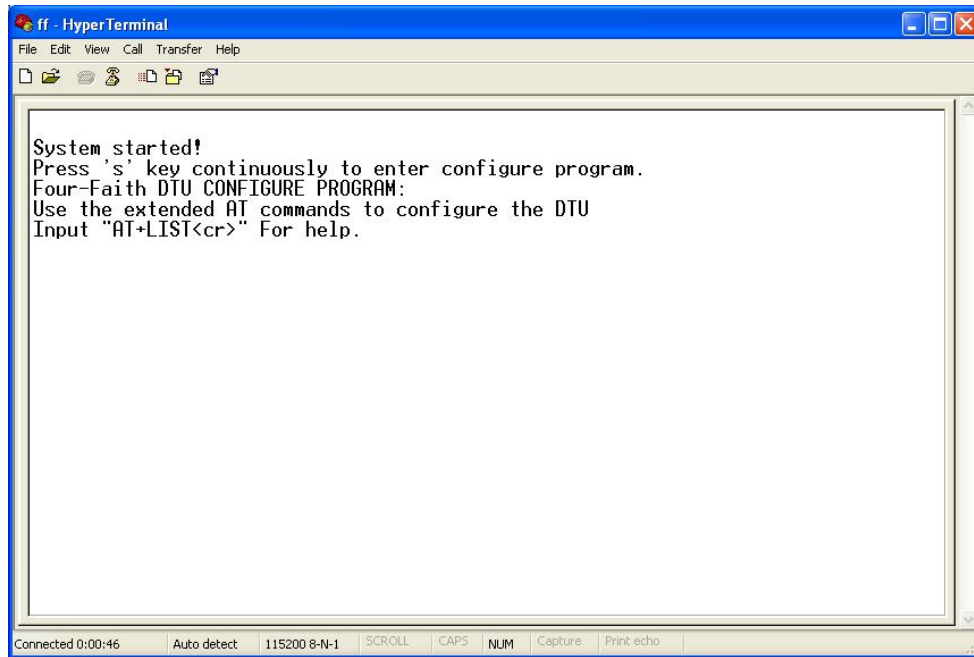 ff - HyperTerminal
File Edit View Call Transfer Help
System started!
Press 's' key continuously to enter configure program.
Four-Faith DTU CONFIGURE PROGRAM:
Use the extended AT commands to configure the DTU
Input "AT+LIST<cr>" For help.
Connected 0:00:46 Auto detect 115200 8-N-1 SCROLL CAPS NUM Capture Print echo